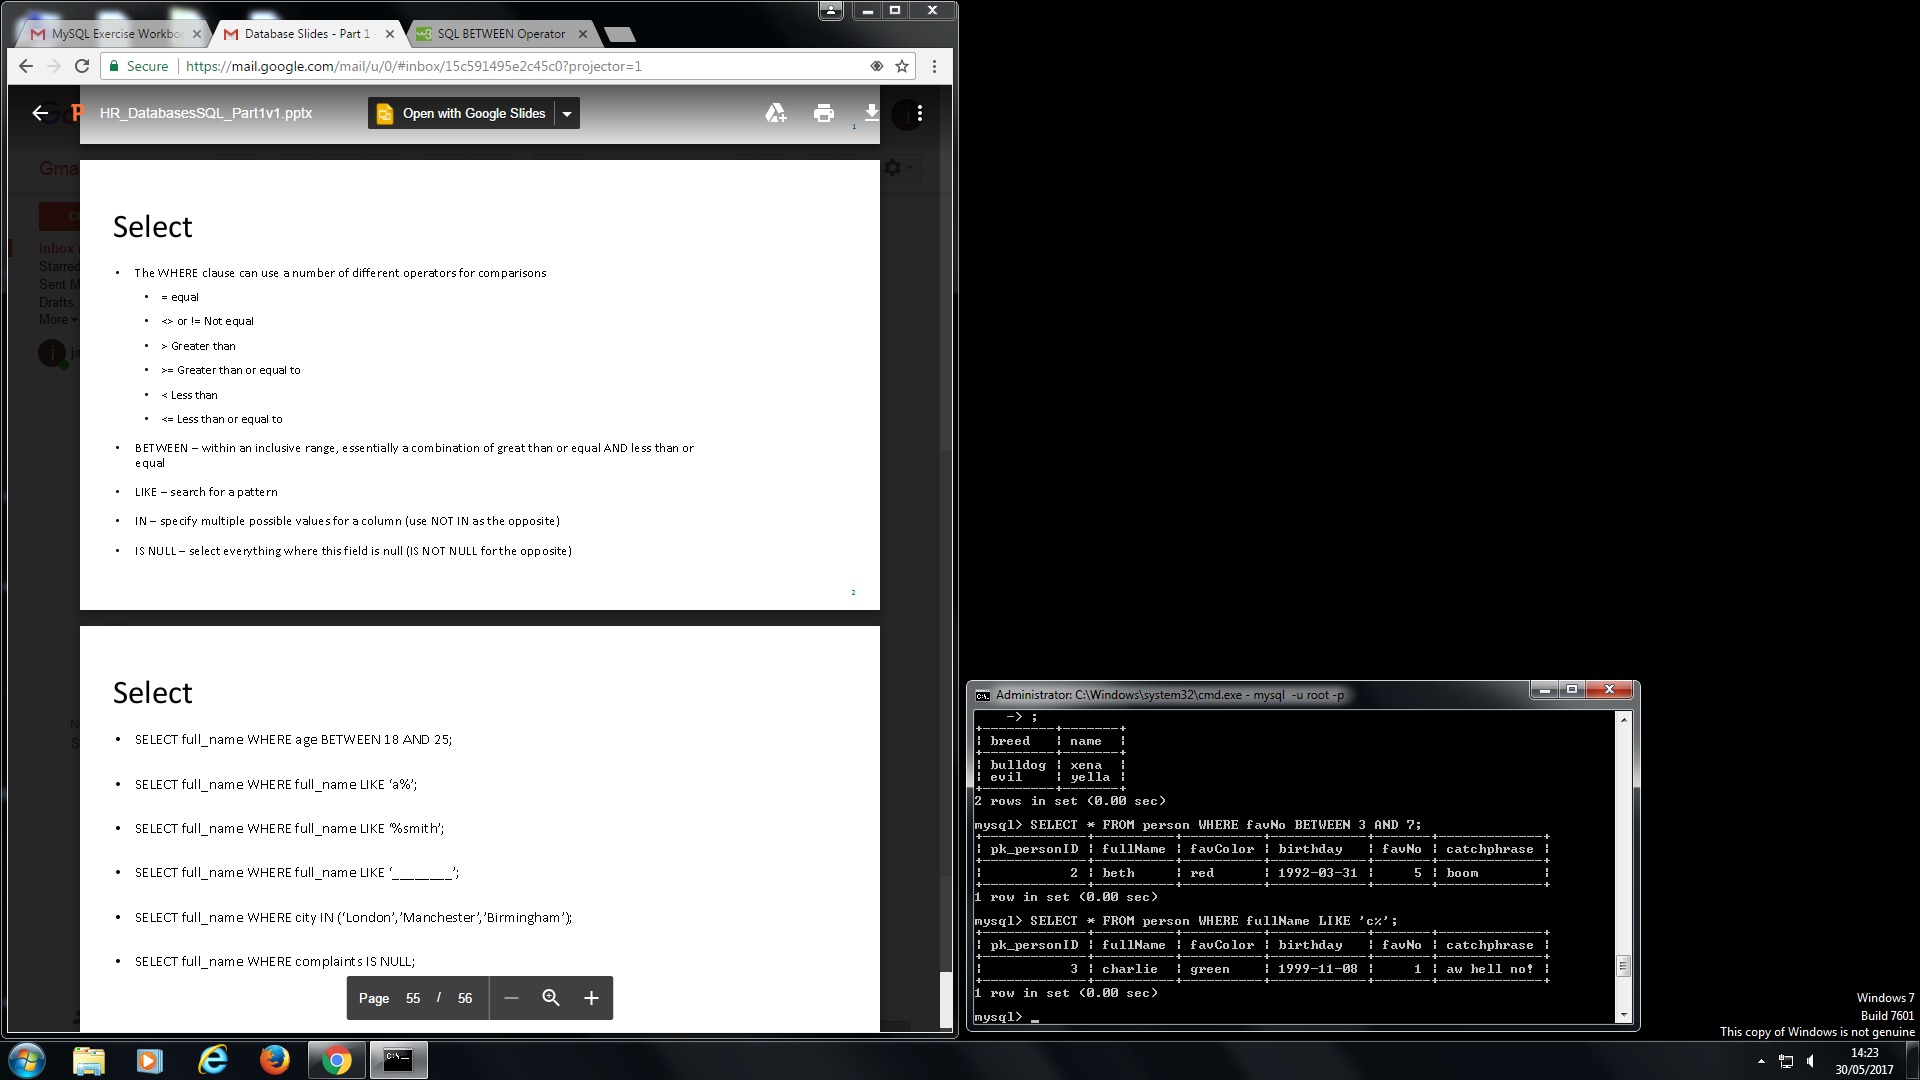 MySQL Exercise Workbo
Database Slides - Part 1
SQL BETWEEN Operator
Secure
https://mail.google.com/mail/u/0/#inbox/15c591495e2c45c0?projector=1
HR_DatabasesSQL_Part1v1.pptx
Open with Google Slides
1
Gma
Inbox
Starred
Sent M
Drafts
More
j
Select
• The WHERE clause can use a number of different operators for comparisons
• = equal
• <> or != Not equal
• > Greater than
• >= Greater than or equal to
• < Less than
• <= Less than or equal to
• BETWEEN – within an inclusive range, essentially a combination of great than or equal AND less than or
equal
• LIKE – search for a pattern
• IN – specify multiple possible values for a column (use NOT IN as the opposite)
• IS NULL – select everything where this field is null (IS NOT NULL for the opposite)
2
Select
• SELECT full_name WHERE age BETWEEN 18 AND 25;
• SELECT full_name WHERE full_name LIKE ‘a%’;
• SELECT full_name WHERE full_name LIKE ‘%smith’;
• SELECT full_name WHERE full_name LIKE ‘________’;
• SELECT full_name WHERE city IN (‘London’,’Manchester’,’Birmingham’);
• SELECT full_name WHERE complaints IS NULL;
Page 55 / 56
Administrator: C:\Windows\system32\cmd.exe - mysql -u root -p
-> ;
+---------+-------+
| breed | name |
+---------+-------+
| bulldog | xena |
| evil | yella |
+---------+-------+
2 rows in set (0.00 sec)
mysql> SELECT * FROM person WHERE favNo BETWEEN 3 AND 7;
+-------------+----------+----------+------------+-------+-------------+
| pk_personID | fullName | favColor | birthday | favNo | catchphrase |
+-------------+----------+----------+------------+-------+-------------+
| 2 | beth | red | 1992-03-31 | 5 | boom |
+-------------+----------+----------+------------+-------+-------------+
1 row in set (0.00 sec)
mysql> SELECT * FROM person WHERE fullName LIKE 'c%';
+-------------+----------+----------+------------+-------+-------------+
| pk_personID | fullName | favColor | birthday | favNo | catchphrase |
+-------------+----------+----------+------------+-------+-------------+
| 3 | charlie | green | 1999-11-08 | 1 | aw hell no! |
+-------------+----------+----------+------------+-------+-------------+
1 row in set (0.00 sec)
mysql> _
Windows 7
Build 7601
This copy of Windows is not genuine
14:23
30/05/2017